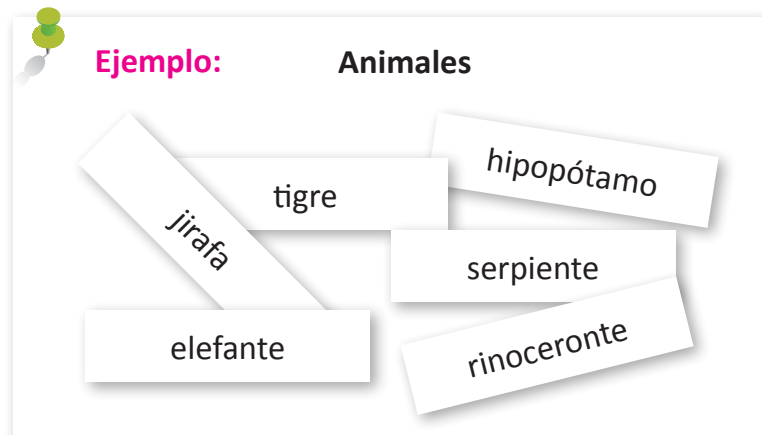 Ejemplo: Animales
hipopótamo
tigre
jirafa
serpiente
elefante
rinoceronte